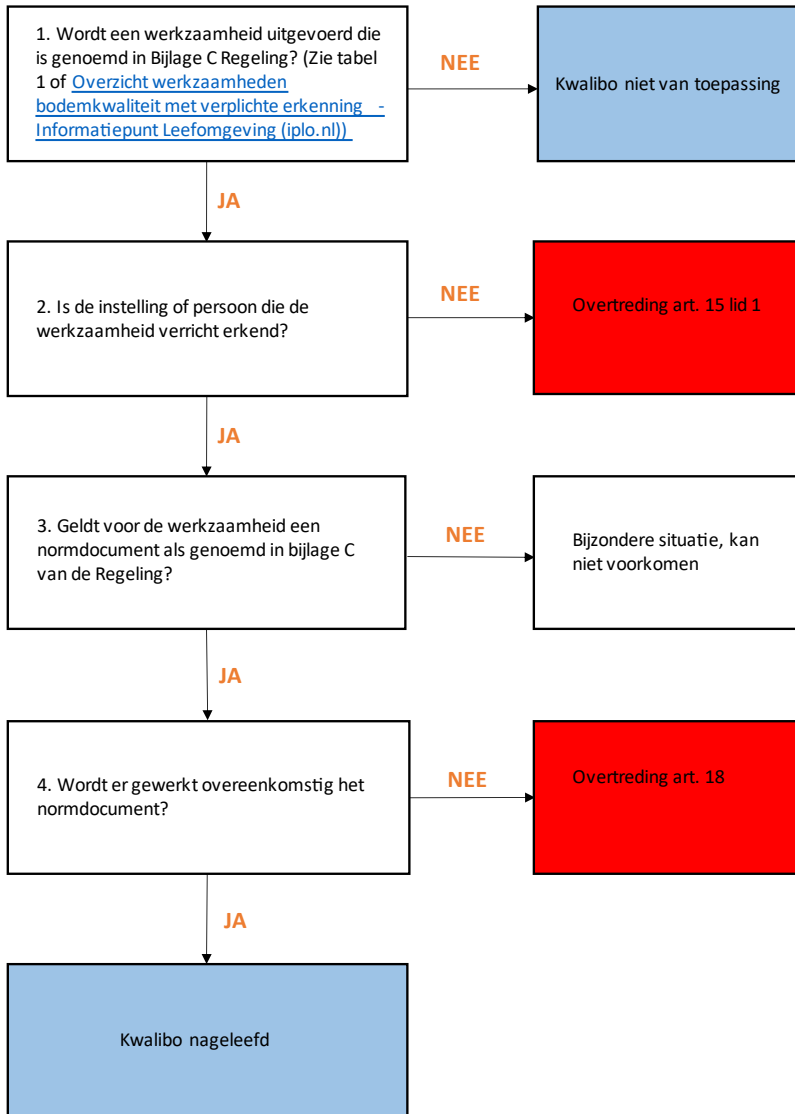 1. Wordt een werkzaamheid uitgevoerd die
is genoemd in Bijlage C Regeling? (Zie tabel
1 of Overzicht werkzaamheden
bodemkwaliteit met verplichte erkenning -
Informatiepunt Leefomgeving (iplo.nl))
NEE
Kwalibo niet van toepassing
JA
2. Is de instelling of persoon die de
werkzaamheid verricht erkend?
NEE
Overtreding art. 15 lid 1
JA
3. Geldt voor de werkzaamheid een
normdocument als genoemd in bijlage C
van de Regeling?
NEE
Bijzondere situatie, kan
niet voorkomen
JA
4. Wordt er gewerkt overeenkomstig het
normdocument?
NEE
Overtreding art. 18
JA
Kwalibo nageleefd